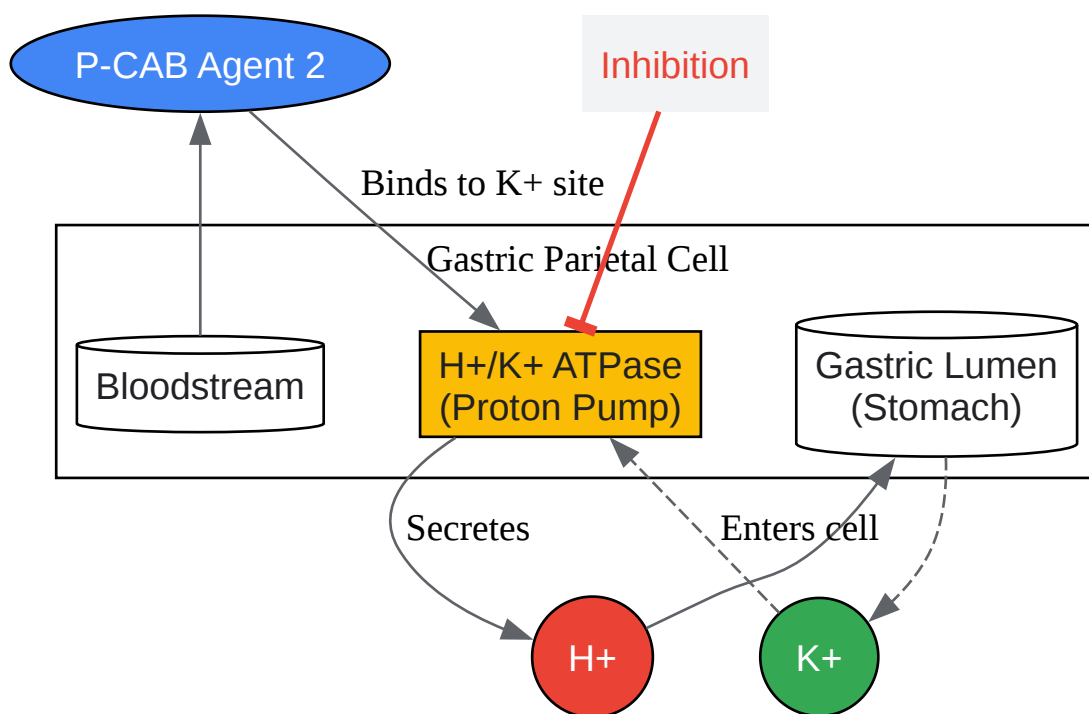 P-CAB Agent 2
Inhibition
Binds to K+ site
Gastric Parietal Cell
Bloodstream
H+/K+ ATPase
(Proton Pump)
Gastric Lumen
(Stomach)
Secretes
Enters cell
H+
K+